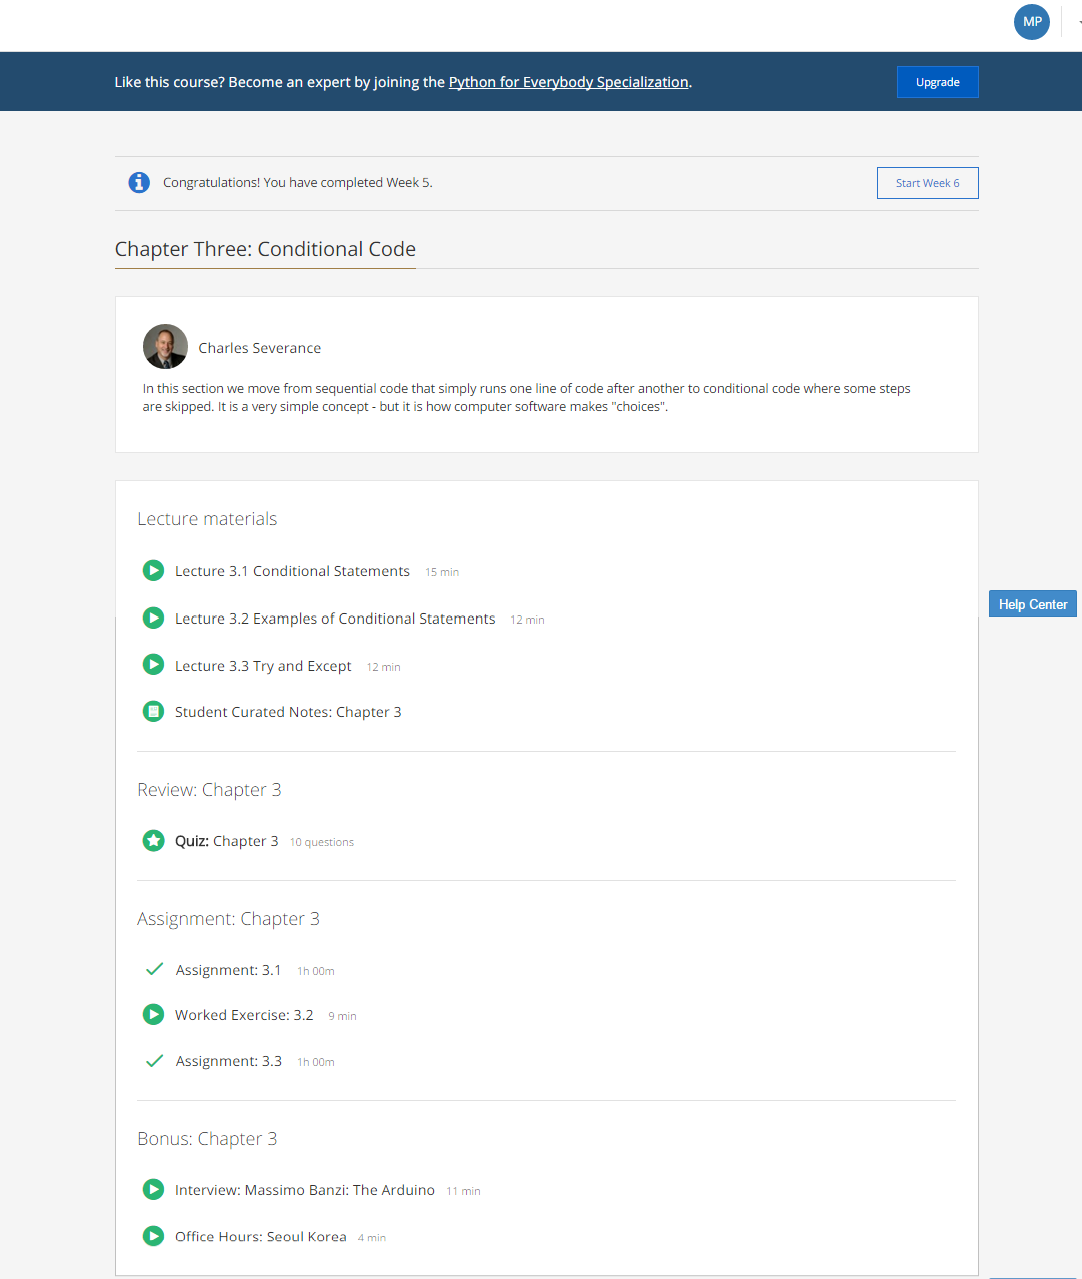 MP
Like this course? Become an expert by joining the Python for Everybody Specialization.
Upgrade
Congratulations! You have completed Week 5.
Start Week 6
Chapter Three: Conditional Code
Charles Severance
In this section we move from sequential code that simply runs one line of code after another to conditional code where some steps
are skipped. It is a very simple concept - but it is how computer software makes "choices".
Lecture materials
Lecture 3.1 Conditional Statements 15 min
Help Center
Lecture 3.2 Examples of Conditional Statements 12 min
Lecture 3.3 Try and Except 12 min
Student Curated Notes: Chapter 3
Review: Chapter 3
Quiz: Chapter 3 10 questions
Assignment: Chapter 3
Assignment: 3.1 1h 00m
Worked Exercise: 3.2 9 min
Assignment: 3.3 1h 00m
Bonus: Chapter 3
Interview: Massimo Banzi: The Arduino 11 min
Office Hours: Seoul Korea 4 min